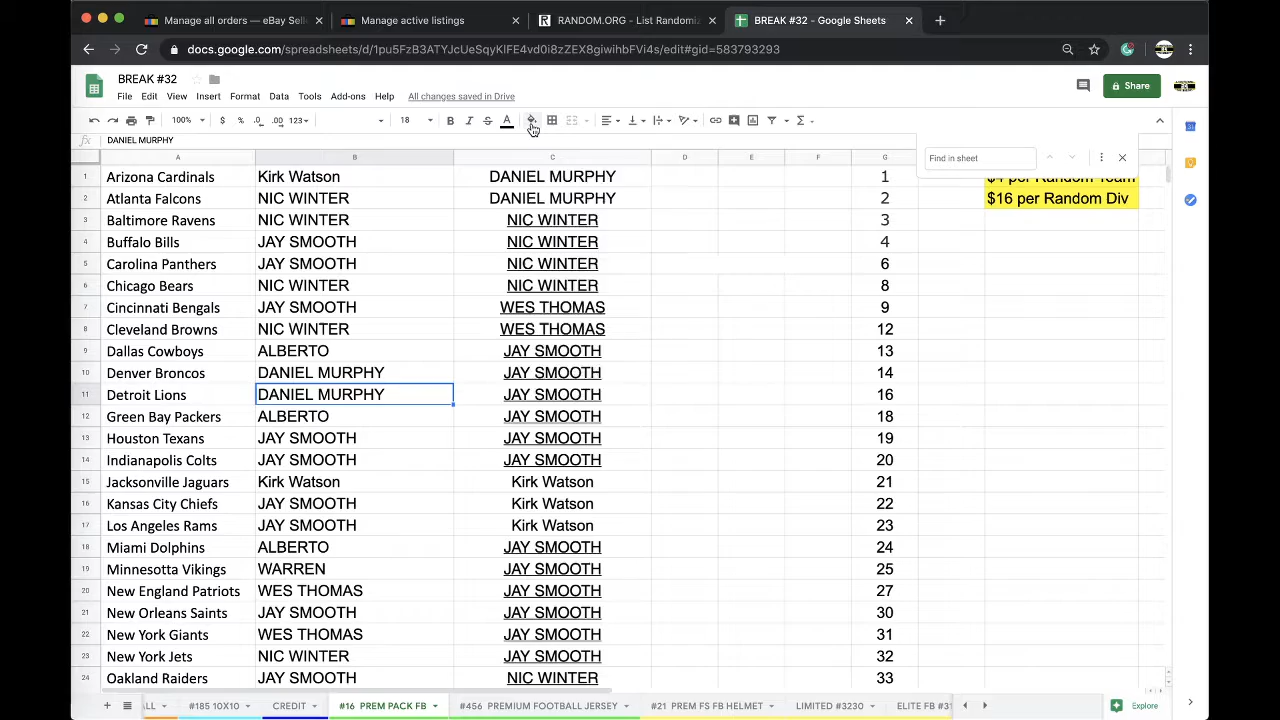 Manage all orders — eBay Sell × Manage active listings × R RANDOM.ORG - List Randomi × BREAK #32 - Google Sheets × +
docs.google.com/spreadsheets/d/1pu5FzB3ATYJcUeSqyKlFE4vd0i8zZEX8giwihbFVi4s/edit#gid=583793293
BREAK #32
File Edit View Insert Format Data Tools Add-ons Help All changes saved in Drive Share
100% $ % .0 .00 123 18 B I S A
fx DANIEL MURPHY
Find in sheet
A B C D E F G
1 Arizona Cardinals Kirk Watson DANIEL MURPHY 1 $4 per Random Team
2 Atlanta Falcons NIC WINTER DANIEL MURPHY 2 $16 per Random Div
3 Baltimore Ravens NIC WINTER NIC WINTER 3
4 Buffalo Bills JAY SMOOTH NIC WINTER 4
5 Carolina Panthers JAY SMOOTH NIC WINTER 6
6 Chicago Bears NIC WINTER NIC WINTER 8
7 Cincinnati Bengals JAY SMOOTH WES THOMAS 9
8 Cleveland Browns NIC WINTER WES THOMAS 12
9 Dallas Cowboys ALBERTO JAY SMOOTH 13
10 Denver Broncos DANIEL MURPHY JAY SMOOTH 14
11 Detroit Lions DANIEL MURPHY JAY SMOOTH 16
12 Green Bay Packers ALBERTO JAY SMOOTH 18
13 Houston Texans JAY SMOOTH JAY SMOOTH 19
14 Indianapolis Colts JAY SMOOTH JAY SMOOTH 20
15 Jacksonville Jaguars Kirk Watson Kirk Watson 21
16 Kansas City Chiefs JAY SMOOTH Kirk Watson 22
17 Los Angeles Rams JAY SMOOTH Kirk Watson 23
18 Miami Dolphins ALBERTO JAY SMOOTH 24
19 Minnesotta Vikings WARREN JAY SMOOTH 25
20 New England Patriots WES THOMAS JAY SMOOTH 27
21 New Orleans Saints JAY SMOOTH JAY SMOOTH 30
22 New York Giants WES THOMAS JAY SMOOTH 31
23 New York Jets NIC WINTER JAY SMOOTH 32
24 Oakland Raiders JAY SMOOTH NIC WINTER 33
ALL #185 10X10 CREDIT #16 PREM PACK FB #456 PREMIUM FOOTBALL JERSEY #21 PREM FS FB HELMET LIMITED #3230 ELITE FB #3 Explore